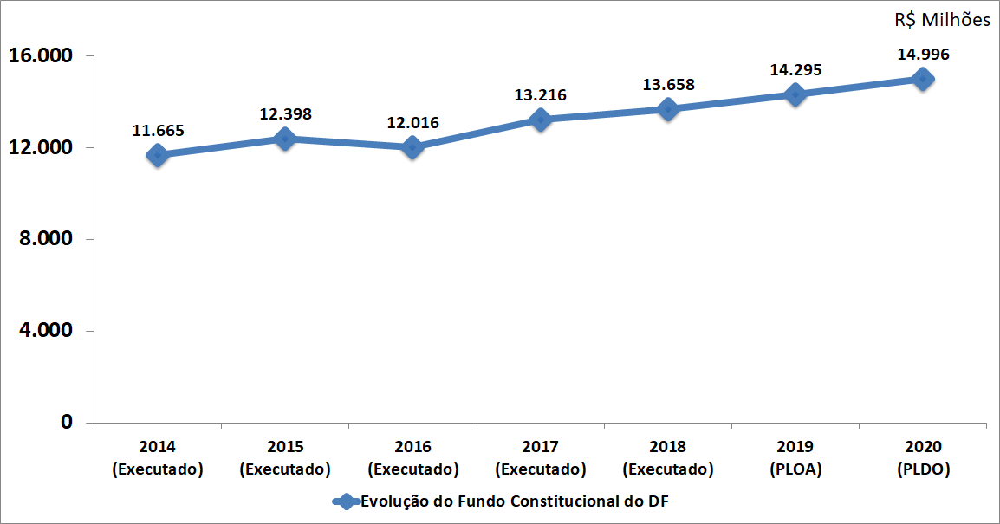 R$ Milhões
16.000
12.000
8.000
4.000
0
11.665
12.398
12.016
13.216
13.658
14.295
14.996
2014
(Executado)
2015
(Executado)
2016
(Executado)
2017
(Executado)
2018
(Executado)
2019
(PLOA)
2020
(PLDO)
Evolução do Fundo Constitucional do DF